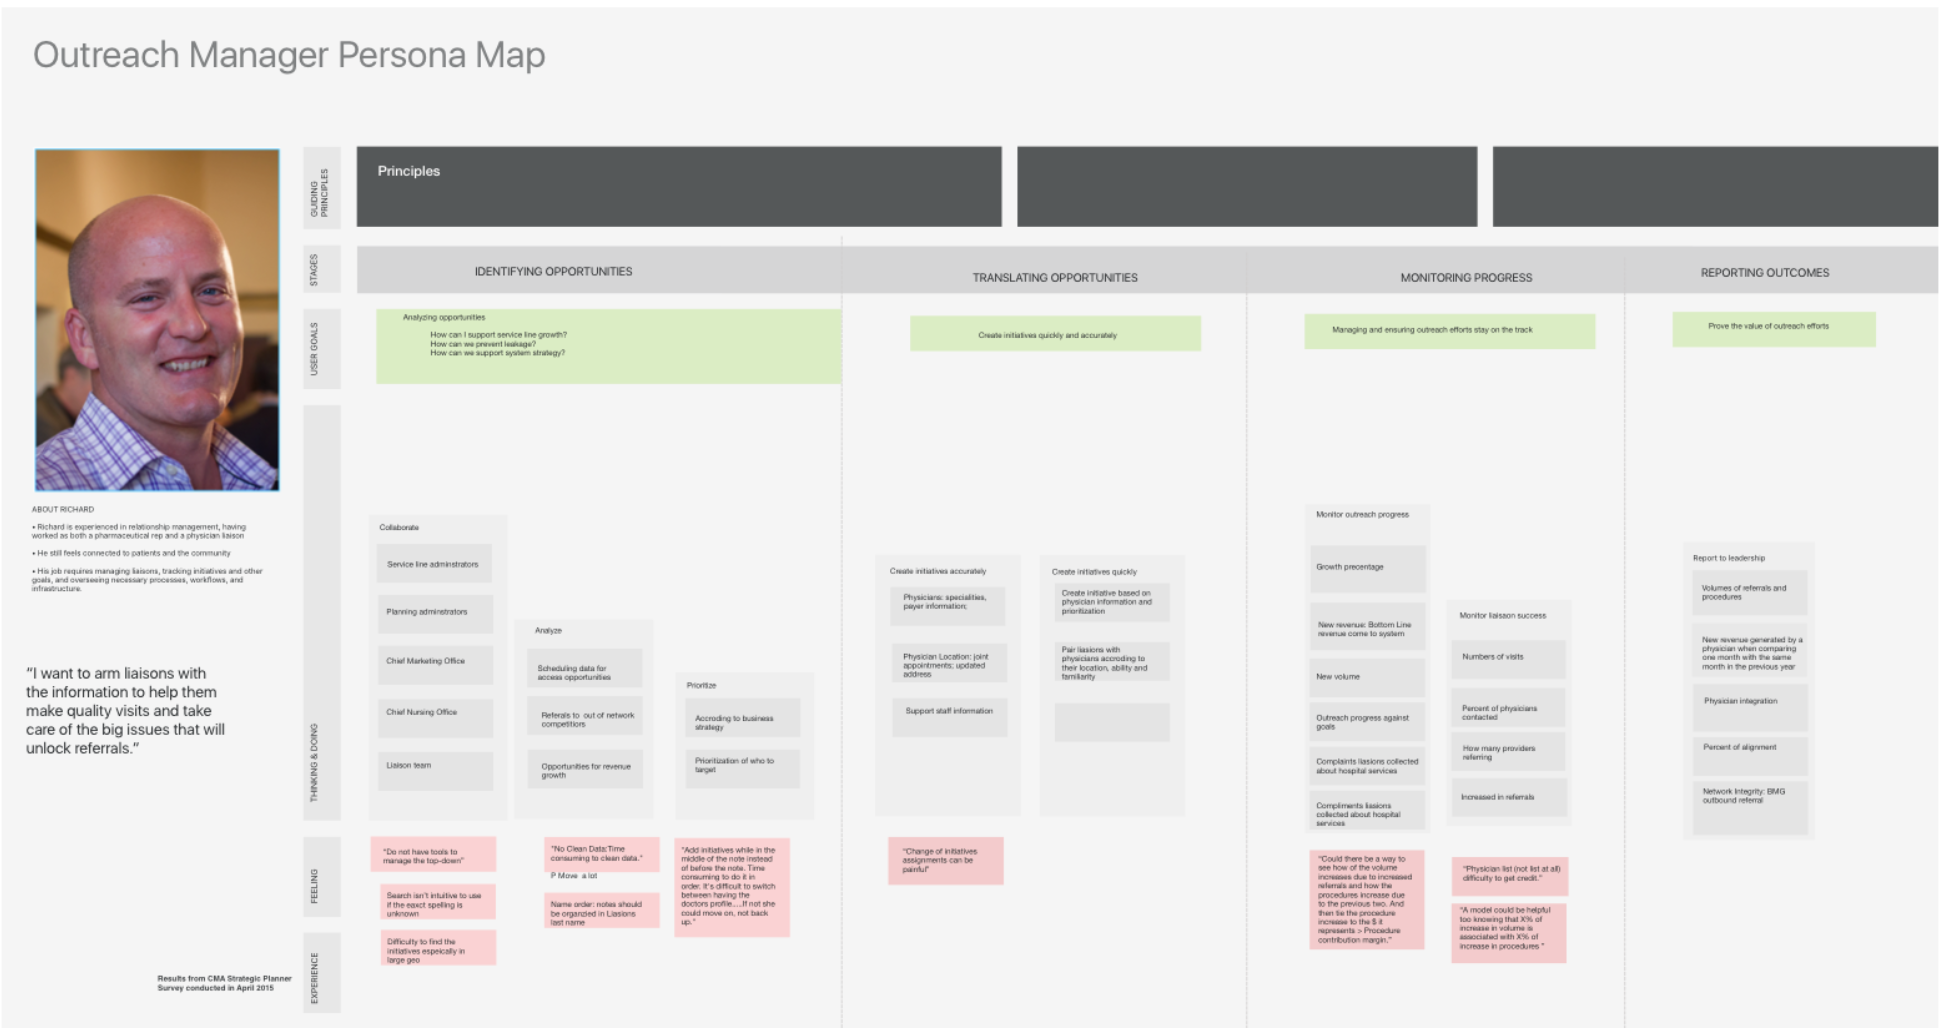 Outreach Manager Persona Map
GUIDING
PRINCIPLES
Principles
STAGES
IDENTIFYING OPPORTUNITIES
TRANSLATING OPPORTUNITIES
MONITORING PROGRESS
REPORTING OUTCOMES
USER GOALS
Analyzing opportunities
How can I support service line growth?
How can we prevent leakage?
How can we support system strategy?
Create initiatives quickly and accurately
Managing and ensuring outreach efforts stay on the track
Prove the value of outreach efforts
ABOUT RICHARD
• Richard is experienced in relationship management, having
worked as both a pharmaceutical rep and a physician liaison
• He still feels connected to patients and the community
• His job requires managing liaisons, tracking initiatives and other
goals, and overseeing necessary processes, workflows, and
infrastructure.
“I want to arm liaisons with
the information to help them
make quality visits and take
care of the big issues that will
unlock referrals.”
Results from CMA Strategic Planner
Survey conducted in April 2015
THINKING & DOING
Collaborate
Service line adminstrators
Planning adminstrators
Chief Marketing Office
Chief Nursing Office
Liaison team
Analyze
Scheduling data for
access opportunities
Referals to out of network
competitiors
Opportunities for revenue
growth
Prioritize
Accroding to business
strategy
Prioritization of who to
target
Create initiatives accurately
Physicians: specialities,
payer information;
Physician Location: joint
appointments; updated
address
Support staff information
Create initiatives quickly
Create initiative based on
physician information and
prioritization
Pair liasions with
physicians accroding to
their location, ability and
familiarity
Monitor outreach progress
Growth precentage
New revenue: Bottom Line
revenue come to system
New volume
Outreach progress against
goals
Complaints liasions collected
about hospital services
Compliments liasions
collected about hospital
services
Monitor liaisaon success
Numbers of visits
Percent of physicians
contacted
How many providers
referring
Increased in referrals
Report to leadership
Volumes of referrals and
procedures
New revenue generated by a
physician when comparing
one month with the same
month in the previous year
Physician integration
Percent of alignment
Network Integrity: BMG
outbound referral
FEELING
“Do not have tools to
manage the top-down”
Search isn't intuitive to use
if the eaxct spelling is
unknown
Difficulty to find the
initiatives espeically in
large geo
"No Clean Data:Time
consuming to clean data."
P Move a lot
Name order: notes should
be organzied in Liasions
last name
“Add initiatives while in the
middle of the note instead
of before the note. Time
consuming to do it in
order. It's difficult to switch
between having the
doctors profile....If not she
could move on, not back
up.”
“Change of initiatives
assignments can be
painful”
“Could there be a way to
see how of the volume
increases due to increased
referrals and how the
procedures increase due
to the previous two. And
then tie the procedure
increase to the $ it
represents > Procedure
contribution margin.”
“Physician list (not list at all)
difficulty to get credit.”
“A model could be helpful
too knowing that X% of
increase in volume is
associated with X% of
increase in procedures ”
EXPERIENCE